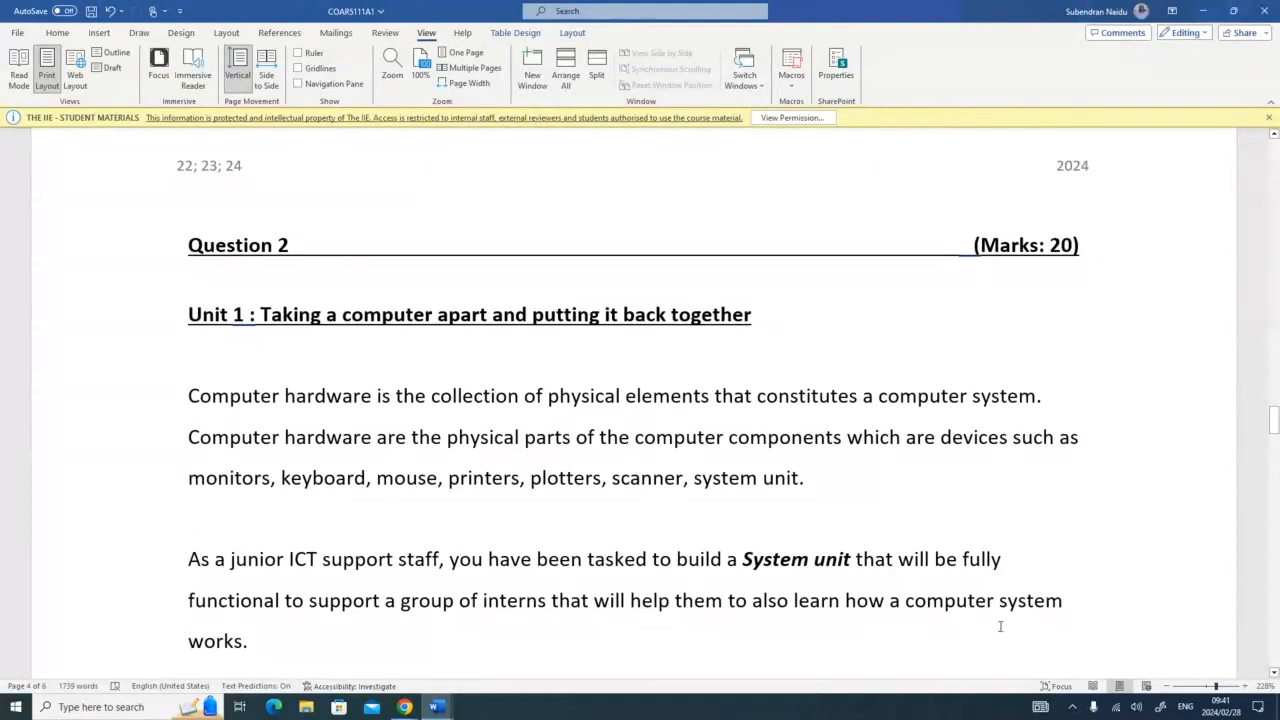 AutoSave Off COAR5111A1 Search Subendran Naidu
File Home Insert Draw Design Layout References Mailings Review View Help Table Design Layout Comments Editing Share
Read Mode Print Layout Web Layout Outline Draft Focus Immersive Reader Vertical Side to Side Ruler Gridlines Navigation Pane Zoom 100% One Page Multiple Pages Page Width New Window Arrange All Split View Side by Side Synchronous Scrolling Reset Window Position Switch Windows Macros Properties
Views Immersive Page Movement Show Zoom Window Macros SharePoint
THE IIE - STUDENT MATERIALS This information is protected and intellectual property of The IIE. Access is restricted to internal staff, external reviewers and students authorised to use the course material. View Permission...
22; 23; 24 2024
Question 2 (Marks: 20)
Unit 1 : Taking a computer apart and putting it back together
Computer hardware is the collection of physical elements that constitutes a computer system.
Computer hardware are the physical parts of the computer components which are devices such as
monitors, keyboard, mouse, printers, plotters, scanner, system unit.
As a junior ICT support staff, you have been tasked to build a System unit that will be fully
functional to support a group of interns that will help them to also learn how a computer system
works.
Page 4 of 6 1739 words English (United States) Text Predictions: On Accessibility: Investigate Focus 228%
Type here to search ENG 09:41
2024/02/28